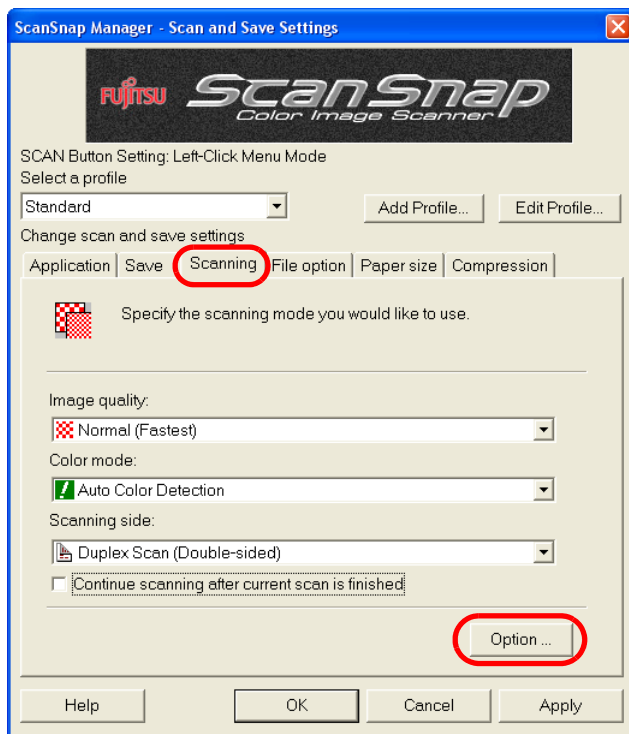 ScanSnap Manager - Scan and Save Settings
FUJITSU ScanSnap
Color Image Scanner
SCAN Button Setting: Left-Click Menu Mode
Select a profile
Standard Add Profile... Edit Profile...
Change scan and save settings
Application Save Scanning File option Paper size Compression
Specify the scanning mode you would like to use.
Image quality:
Normal (Fastest)
Color mode:
Auto Color Detection
Scanning side:
Duplex Scan (Double-sided)
Continue scanning after current scan is finished
Option ...
Help OK Cancel Apply